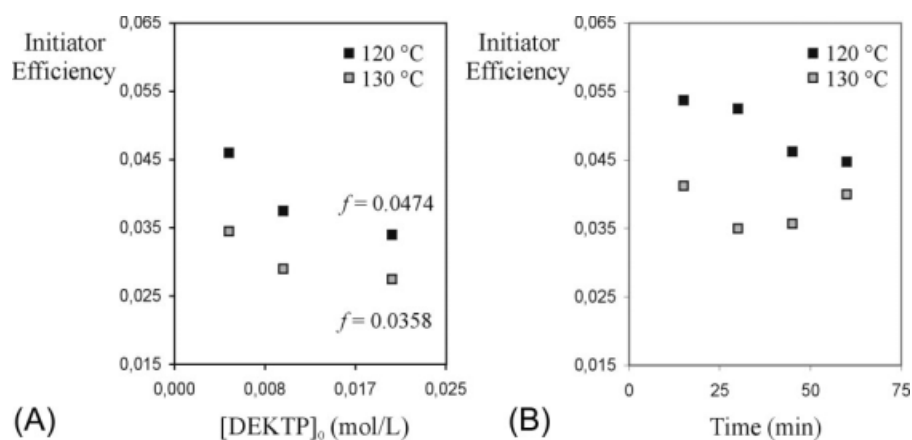 Initiator
Efficiency
0,065
0,055
0,045
0,035
0,025
0,015
■ 120 °C
■ 130 °C
f = 0.0474
f = 0.0358
0,000 0,008 0,017 0,025
[DEKTP]₀ (mol/L)
(A)
Initiator
Efficiency
0,065
0,055
0,045
0,035
0,025
0,015
■ 120 °C
■ 130 °C
0 25 50 75
Time (min)
(B)